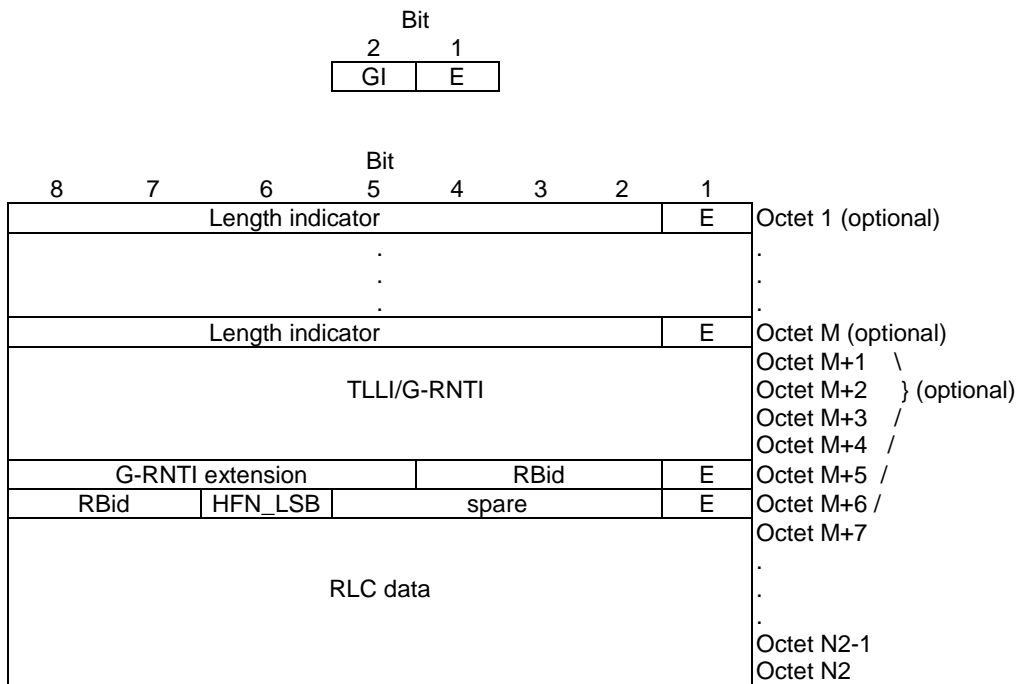 Bit
2 1
GI E
Bit
8 7 6 5 4 3 2 1
Length indicator E Octet 1 (optional)
. .
. .
. .
Length indicator E Octet M (optional)
Octet M+1 \
TLLI/G-RNTI Octet M+2 } (optional)
Octet M+3 /
Octet M+4 /
G-RNTI extension RBid E Octet M+5 /
RBid HFN_LSB spare E Octet M+6 /
Octet M+7
.
RLC data .
.
Octet N2-1
Octet N2